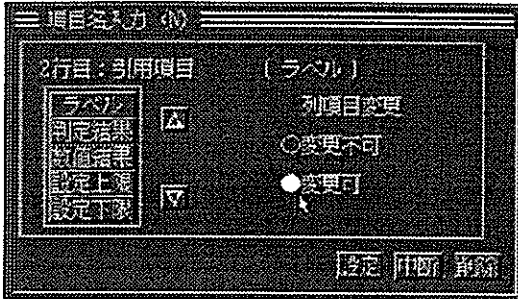 項目名入力 (N)
2行目：引用項目
ラベル
判定結果
数値結果
設定上限
設定下限
( ラベル )
列項目変更
変更不可
変更可
設定 中断 削除